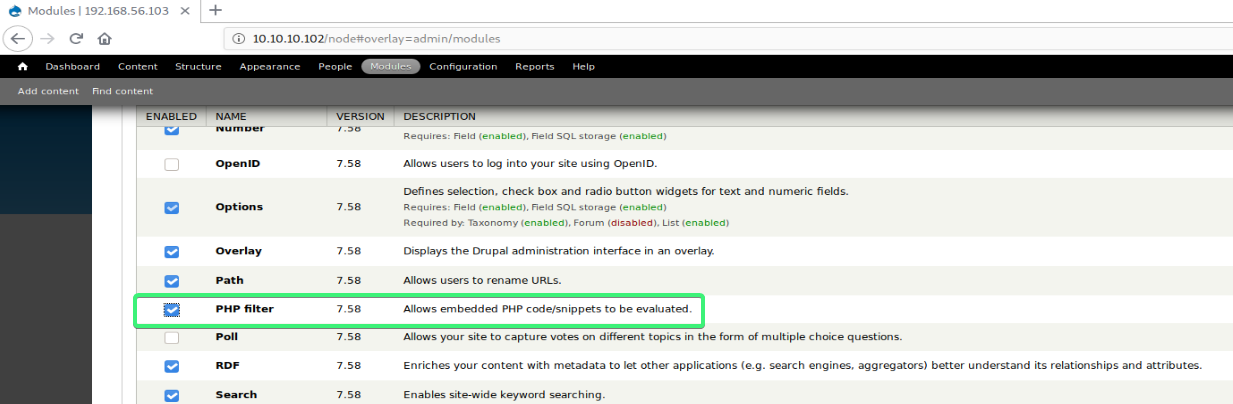 Modules | 192.168.56.103
10.10.10.102/node#overlay=admin/modules
Dashboard Content Structure Appearance People Modules Configuration Reports Help
Add content Find content
ENABLED NAME VERSION DESCRIPTION
Number 7.58 Requires: Field (enabled), Field SQL storage (enabled)
OpenID 7.58 Allows users to log into your site using OpenID.
Defines selection, check box and radio button widgets for text and numeric fields.
Options 7.58 Requires: Field (enabled), Field SQL storage (enabled)
Required by: Taxonomy (enabled), Forum (disabled), List (enabled)
Overlay 7.58 Displays the Drupal administration interface in an overlay.
Path 7.58 Allows users to rename URLs.
PHP filter 7.58 Allows embedded PHP code/snippets to be evaluated.
Poll 7.58 Allows your site to capture votes on different topics in the form of multiple choice questions.
RDF 7.58 Enriches your content with metadata to let other applications (e.g. search engines, aggregators) better understand its relationships and attributes.
Search 7.58 Enables site-wide keyword searching.